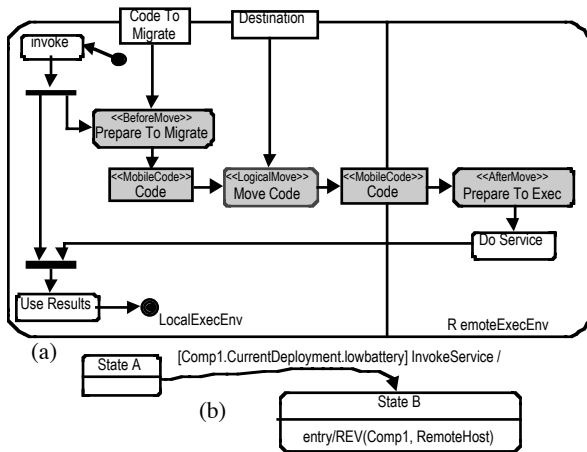 Code To
Migrate
Destination
invoke
<<BeforeMove>>
Prepare To Migrate
<<MobileCode>>
Code
<<LogicalMove>>
Move Code
<<MobileCode>>
Code
<<AfterMove>>
Prepare To Exec
Do Service
Use Results
LocalExecEnv
R emoteExecEnv
(a)
[Comp1.CurrentDeployment.lowbattery] InvokeService /
State A
(b)
State B
entry/REV(Comp1, RemoteHost)